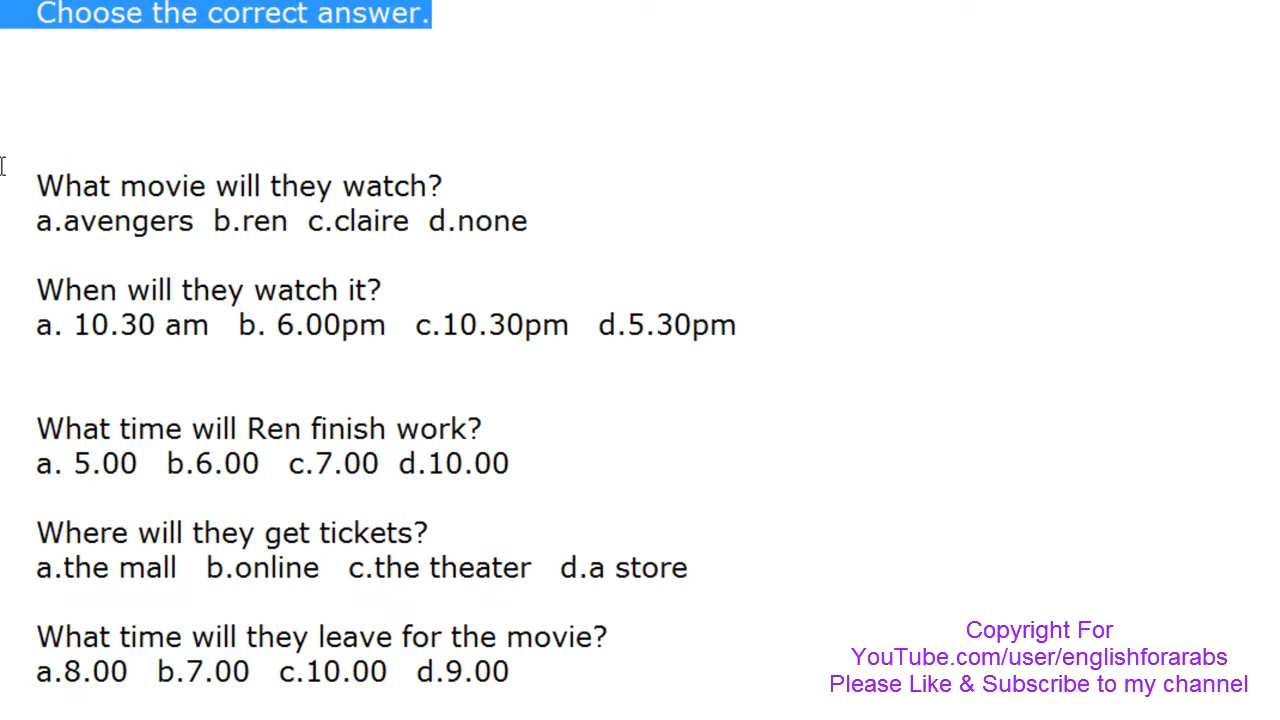 Choose the correct answer.
What movie will they watch?
a.avengers b.ren c.claire d.none
When will they watch it?
a. 10.30 am b. 6.00pm c.10.30pm d.5.30pm
What time will Ren finish work?
a. 5.00 b.6.00 c.7.00 d.10.00
Where will they get tickets?
a.the mall b.online c.the theater d.a store
What time will they leave for the movie?
a.8.00 b.7.00 c.10.00 d.9.00
Copyright For
YouTube.com/user/englishforarabs
Please Like & Subscribe to my channel